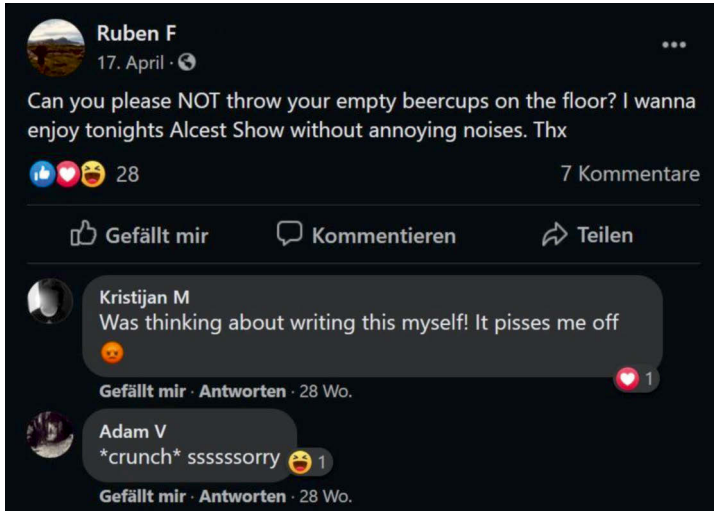 Ruben F
17. April ·
Can you please NOT throw your empty beercups on the floor? I wanna
enjoy tonights Alcest Show without annoying noises. Thx
28
7 Kommentare
Gefällt mir
Kommentieren
Teilen
Kristijan M
Was thinking about writing this myself! It pisses me off
1
Gefällt mir · Antworten · 28 Wo.
Adam V
*crunch* ssssssorry
1
Gefällt mir · Antworten · 28 Wo.